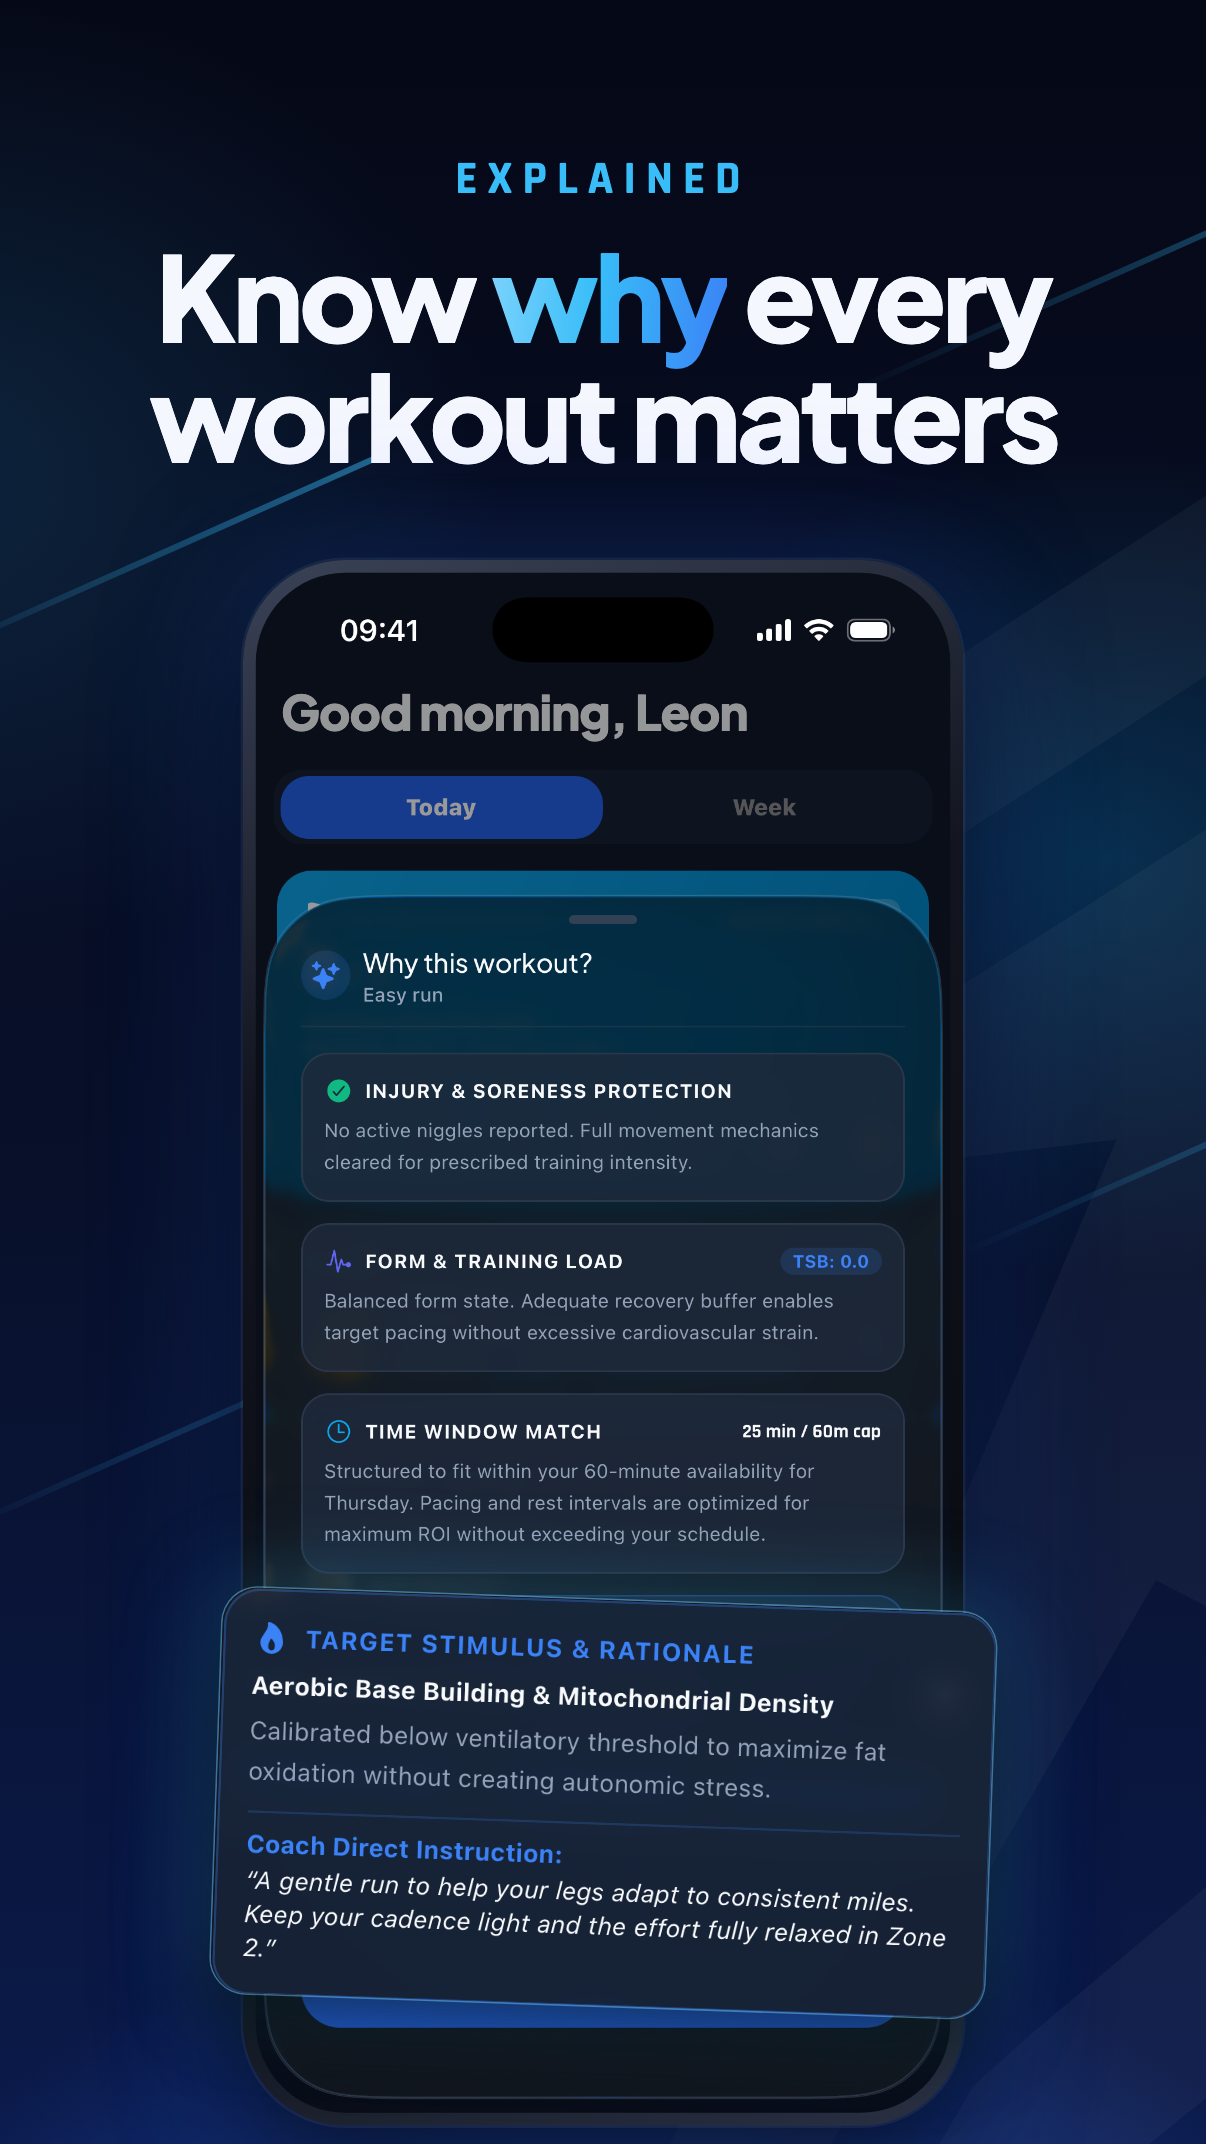 EXPLAINED
Know why every
workout matters
09:41
Good morning, Leon
Today
Week
Why this workout?
Easy run
INJURY & SORENESS PROTECTION
No active niggles reported. Full movement mechanics
cleared for prescribed training intensity.
FORM & TRAINING LOAD
TSB: 0.0
Balanced form state. Adequate recovery buffer enables
target pacing without excessive cardiovascular strain.
TIME WINDOW MATCH
25 min / 60m cap
Structured to fit within your 60-minute availability for
Thursday. Pacing and rest intervals are optimized for
maximum ROI without exceeding your schedule.
TARGET STIMULUS & RATIONALE
Aerobic Base Building & Mitochondrial Density
Calibrated below ventilatory threshold to maximize fat
oxidation without creating autonomic stress.
Coach Direct Instruction:
"A gentle run to help your legs adapt to consistent miles.
Keep your cadence light and the effort fully relaxed in Zone
2."